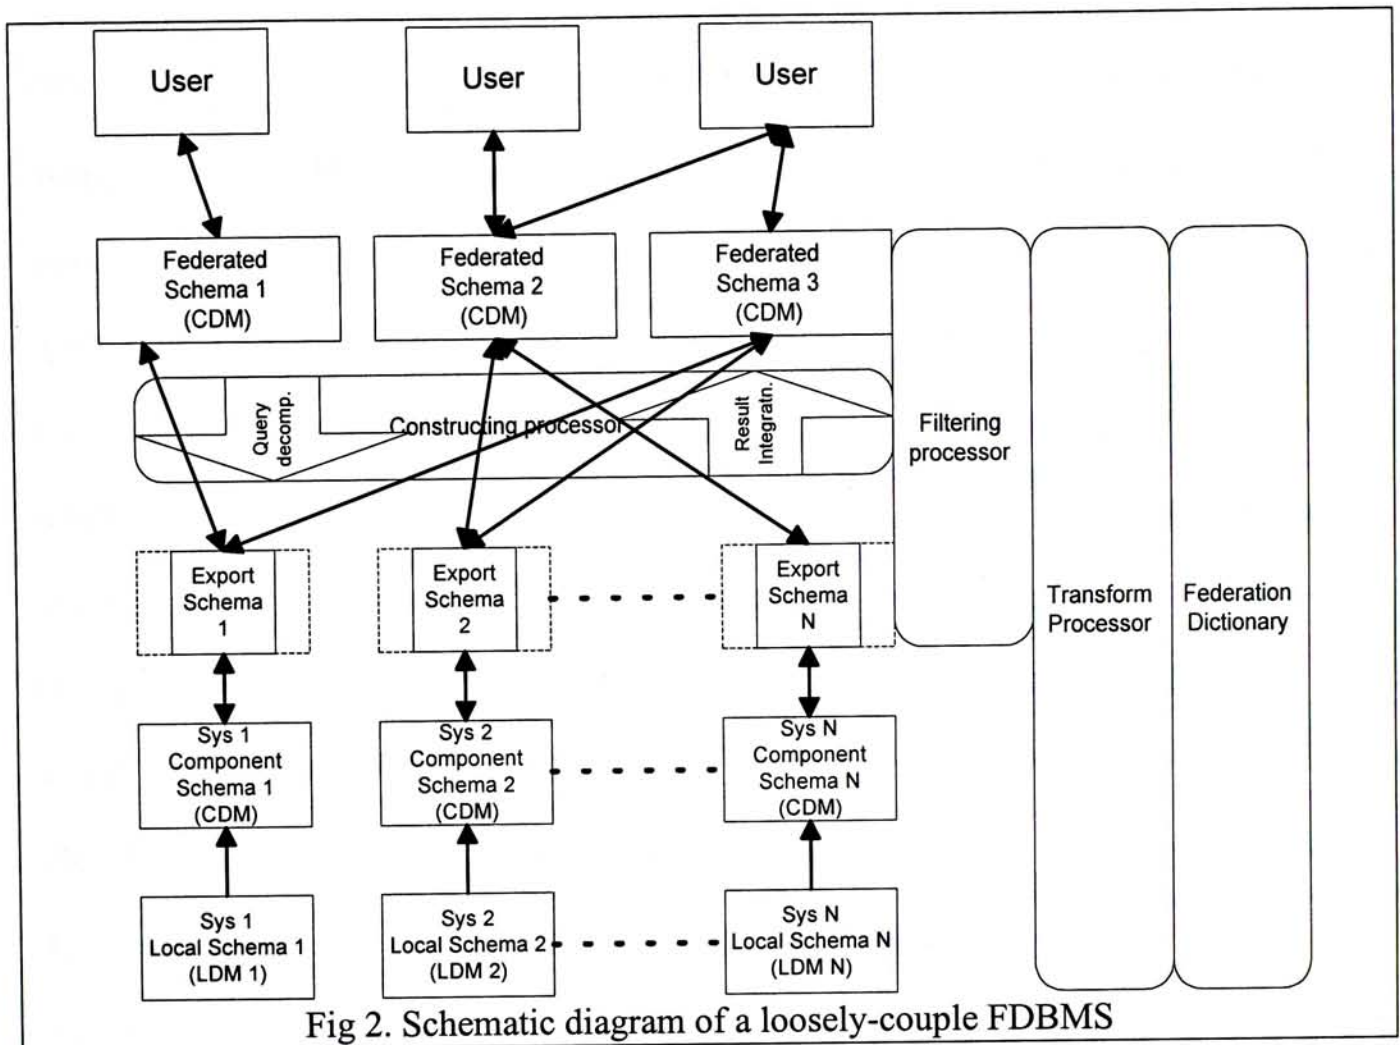 User
User
User
Federated
Schema 1
(CDM)
Federated
Schema 2
(CDM)
Federated
Schema 3
(CDM)
Query
decomp.
Constructing processor
Result
Integratn.
Filtering
processor
Transform
Processor
Federation
Dictionary
Export
Schema
1
Export
Schema
2
Export
Schema
N
Sys 1
Component
Schema 1
(CDM)
Sys 2
Component
Schema 2
(CDM)
Sys N
Component
Schema N
(CDM)
Sys 1
Local Schema 1
(LDM 1)
Sys 2
Local Schema 2
(LDM 2)
Sys N
Local Schema N
(LDM N)
Fig 2. Schematic diagram of a loosely-couple FDBMS